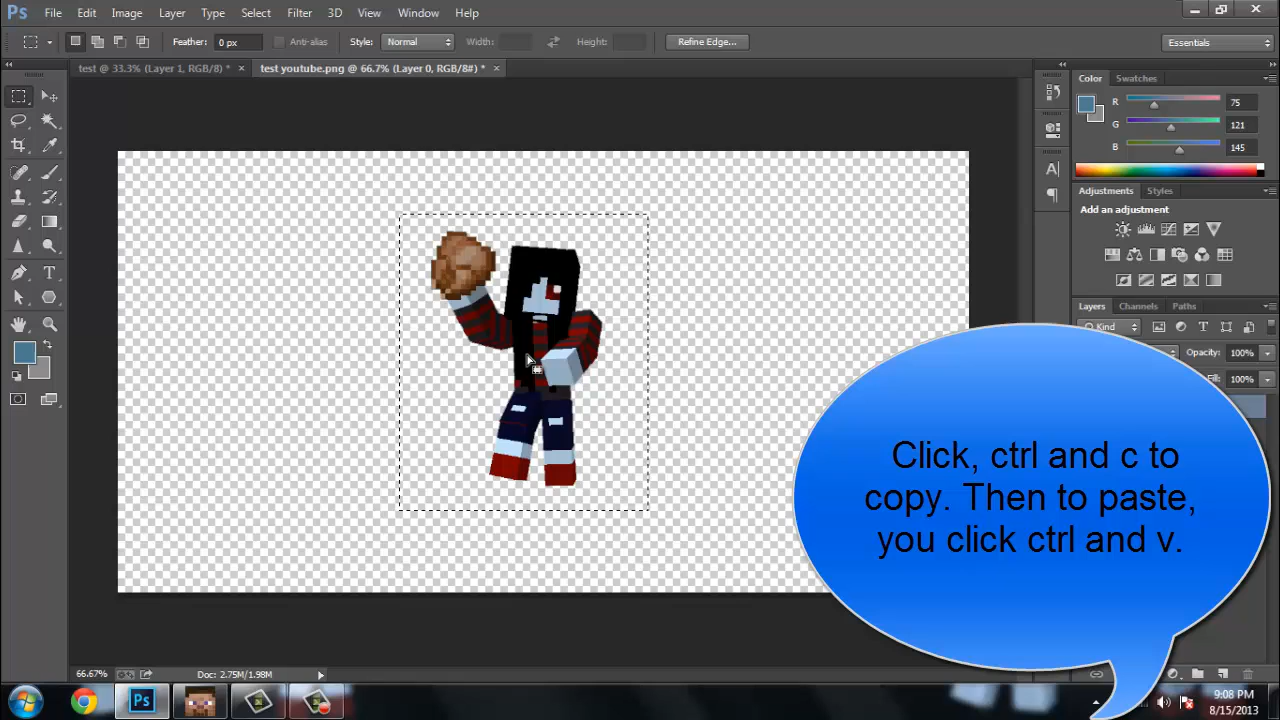 Ps File Edit Image Layer Type Select Filter 3D View Window Help
Feather: 0 px Anti-alias Style: Normal Width: Height: Refine Edge... Essentials
test @ 33.3% (Layer 1, RGB/8) * × test youtube.png @ 66.7% (Layer 0, RGB/8#) * ×
Color Swatches
R 75
G 121
B 145
Adjustments Styles
Add an adjustment
Layers Channels Paths
Kind
Opacity: 100%
Fill: 100%
Click, ctrl and c to
copy. Then to paste,
you click ctrl and v.
66.67% Doc: 2.75M/1.98M
Ps
9:08 PM
8/15/2013